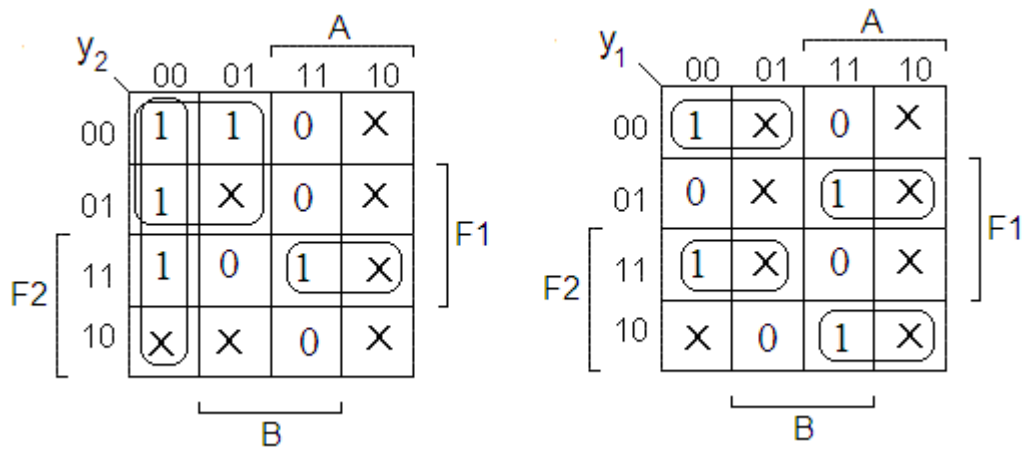 y2 A
00 01 11 10
00 1 1 0 X
01 1 X 0 X
F1
11 1 0 1 X
F2
10 X X 0 X
B
y1 A
00 01 11 10
00 1 X 0 X
01 0 X 1 X
F1
11 1 X 0 X
F2
10 X 0 1 X
B